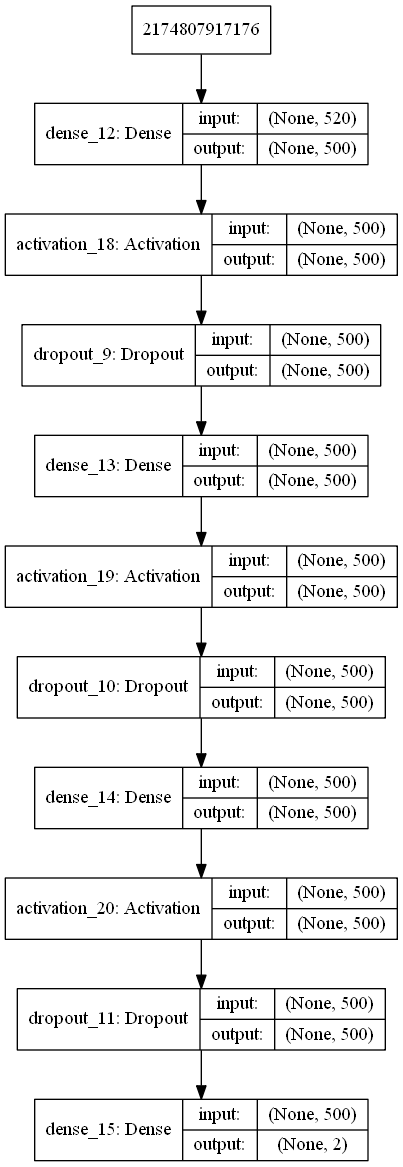 2174807917176
dense_12: Dense
input: (None, 520)
output: (None, 500)
activation_18: Activation
input: (None, 500)
output: (None, 500)
dropout_9: Dropout
input: (None, 500)
output: (None, 500)
dense_13: Dense
input: (None, 500)
output: (None, 500)
activation_19: Activation
input: (None, 500)
output: (None, 500)
dropout_10: Dropout
input: (None, 500)
output: (None, 500)
dense_14: Dense
input: (None, 500)
output: (None, 500)
activation_20: Activation
input: (None, 500)
output: (None, 500)
dropout_11: Dropout
input: (None, 500)
output: (None, 500)
dense_15: Dense
input: (None, 500)
output: (None, 2)